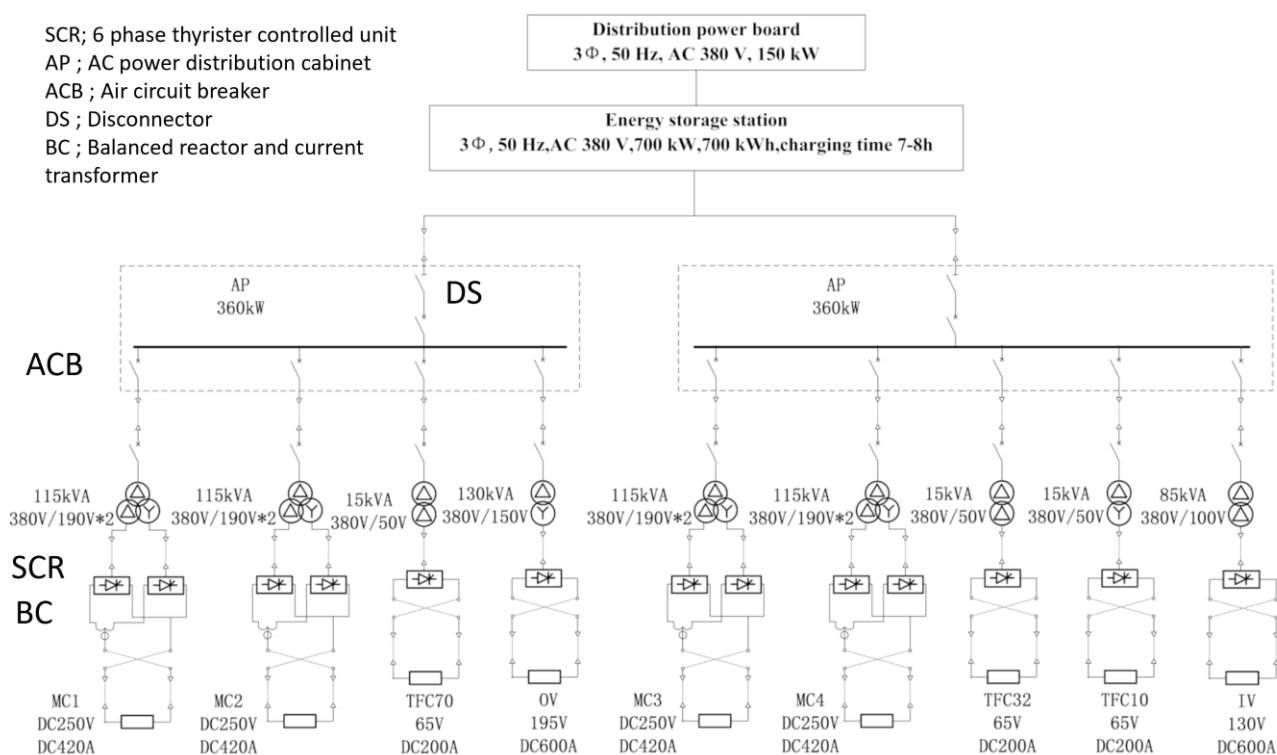 SCR; 6 phase thyrister controlled unit
AP ; AC power distribution cabinet
ACB ; Air circuit breaker
DS ; Disconnector
BC ; Balanced reactor and current
transformer
Distribution power board
3Φ, 50 Hz, AC 380 V, 150 kW
Energy storage station
3Φ, 50 Hz,AC 380 V,700 kW,700 kWh,charging time 7-8h
AP
360kW
DS
AP
360kW
ACB
115kVA
380V/190V*2
115kVA
380V/190V*2
15kVA
380V/50V
130kVA
380V/150V
115kVA
380V/190V*2
115kVA
380V/190V*2
15kVA
380V/50V
15kVA
380V/50V
85kVA
380V/100V
SCR
BC
MC1
DC250V
DC420A
MC2
DC250V
DC420A
TFC70
65V
DC200A
OV
195V
DC600A
MC3
DC250V
DC420A
MC4
DC250V
DC420A
TFC32
65V
DC200A
TFC10
65V
DC200A
IV
130V
DC600A